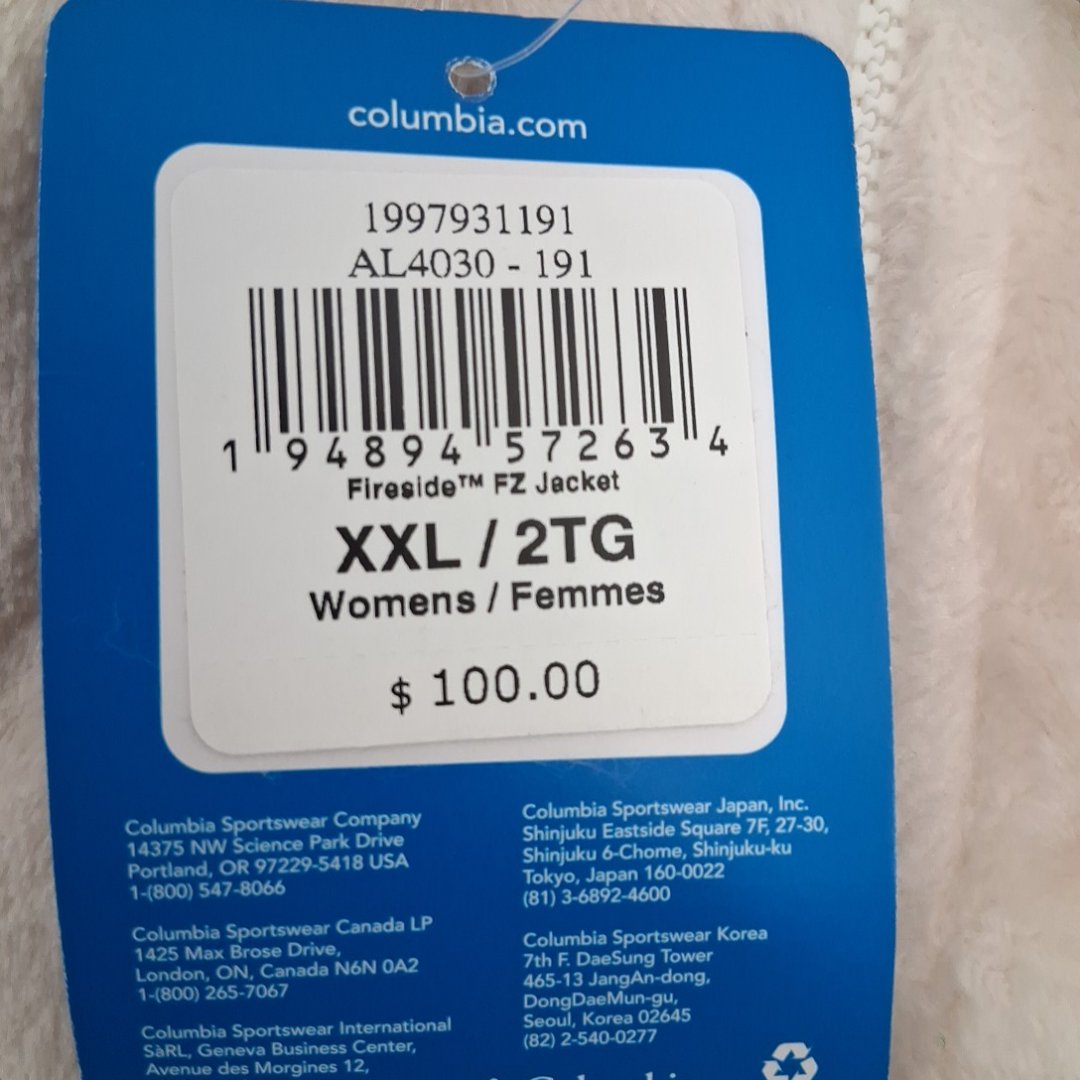 columbia.com
1997931191
AL4030 - 191
1 94894 57263 4
Fireside™ FZ Jacket
XXL / 2TG
Womens / Femmes
$ 100.00
Columbia Sportswear Company
14375 NW Science Park Drive
Portland, OR 97229-5418 USA
1-(800) 547-8066
Columbia Sportswear Canada LP
1425 Max Brose Drive,
London, ON, Canada N6N 0A2
1-(800) 265-7067
Columbia Sportswear International
SàRL, Geneva Business Center,
Avenue des Morgines 12,
Columbia Sportswear Japan, Inc.
Shinjuku Eastside Square 7F, 27-30,
Shinjuku 6-Chome, Shinjuku-ku
Tokyo, Japan 160-0022
(81) 3-6892-4600
Columbia Sportswear Korea
7th F. DaeSung Tower
465-13 JangAn-dong,
DongDaeMun-gu,
Seoul, Korea 02645
(82) 2-540-0277